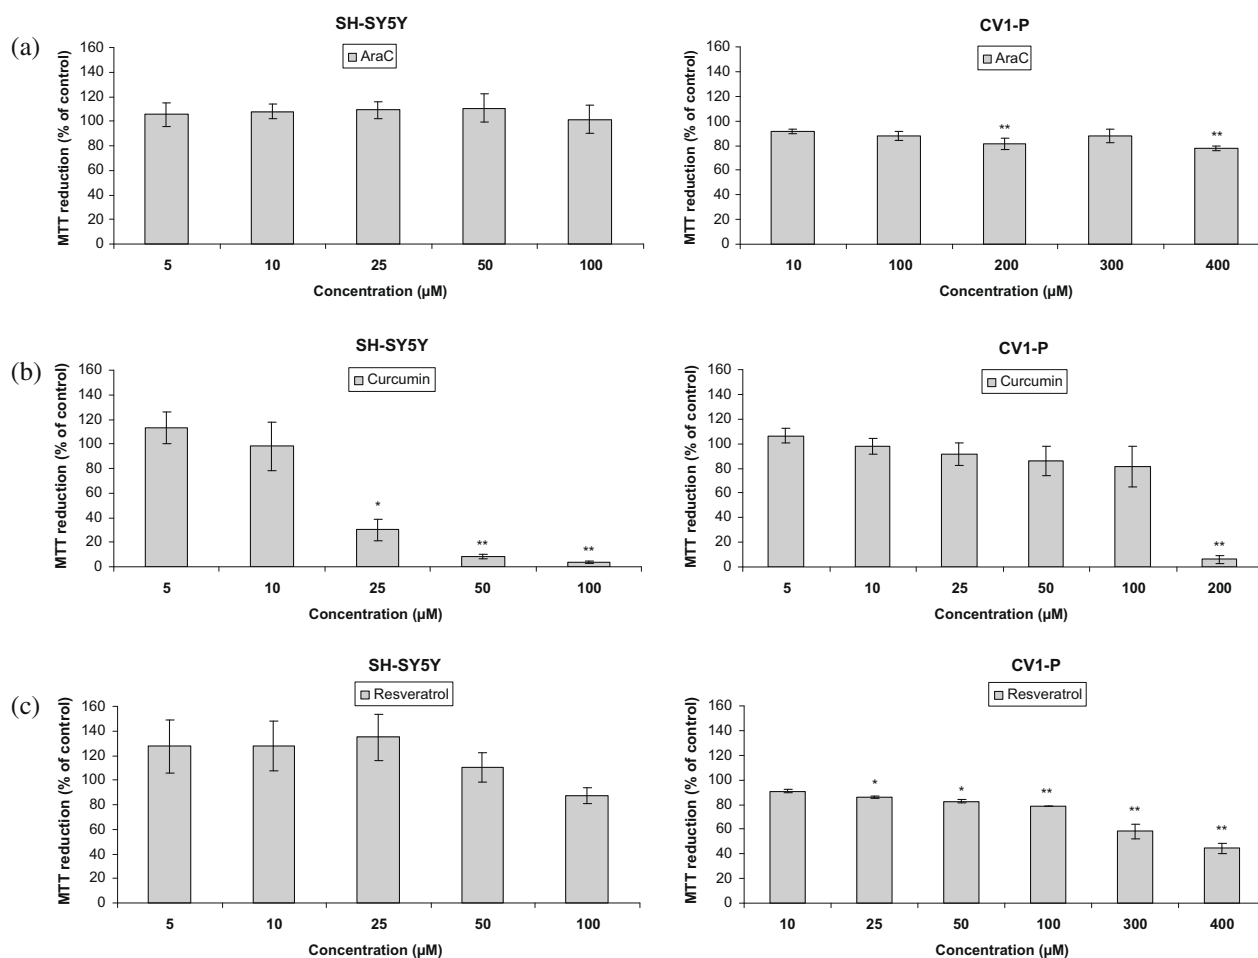 (a)
SH-SY5Y
AraC
MTT reduction (% of control)
160
140
120
100
80
60
40
20
0
5 10 25 50 100
Concentration (µM)
CV1-P
AraC
MTT reduction (% of control)
160
140
120
100
80
60
40
20
0
** **
10 100 200 300 400
Concentration (µM)
(b)
SH-SY5Y
Curcumin
MTT reduction (% of control)
160
140
120
100
80
60
40
20
0
* ** **
5 10 25 50 100
Concentration (µM)
CV1-P
Curcumin
MTT reduction (% of control)
160
140
120
100
80
60
40
20
0
**
5 10 25 50 100 200
Concentration (µM)
(c)
SH-SY5Y
Resveratrol
MTT reduction (% of control)
160
140
120
100
80
60
40
20
0
5 10 25 50 100
Concentration (µM)
CV1-P
Resveratrol
MTT reduction (% of control)
160
140
120
100
80
60
40
20
0
* * ** ** **
10 25 50 100 300 400
Concentration (µM)